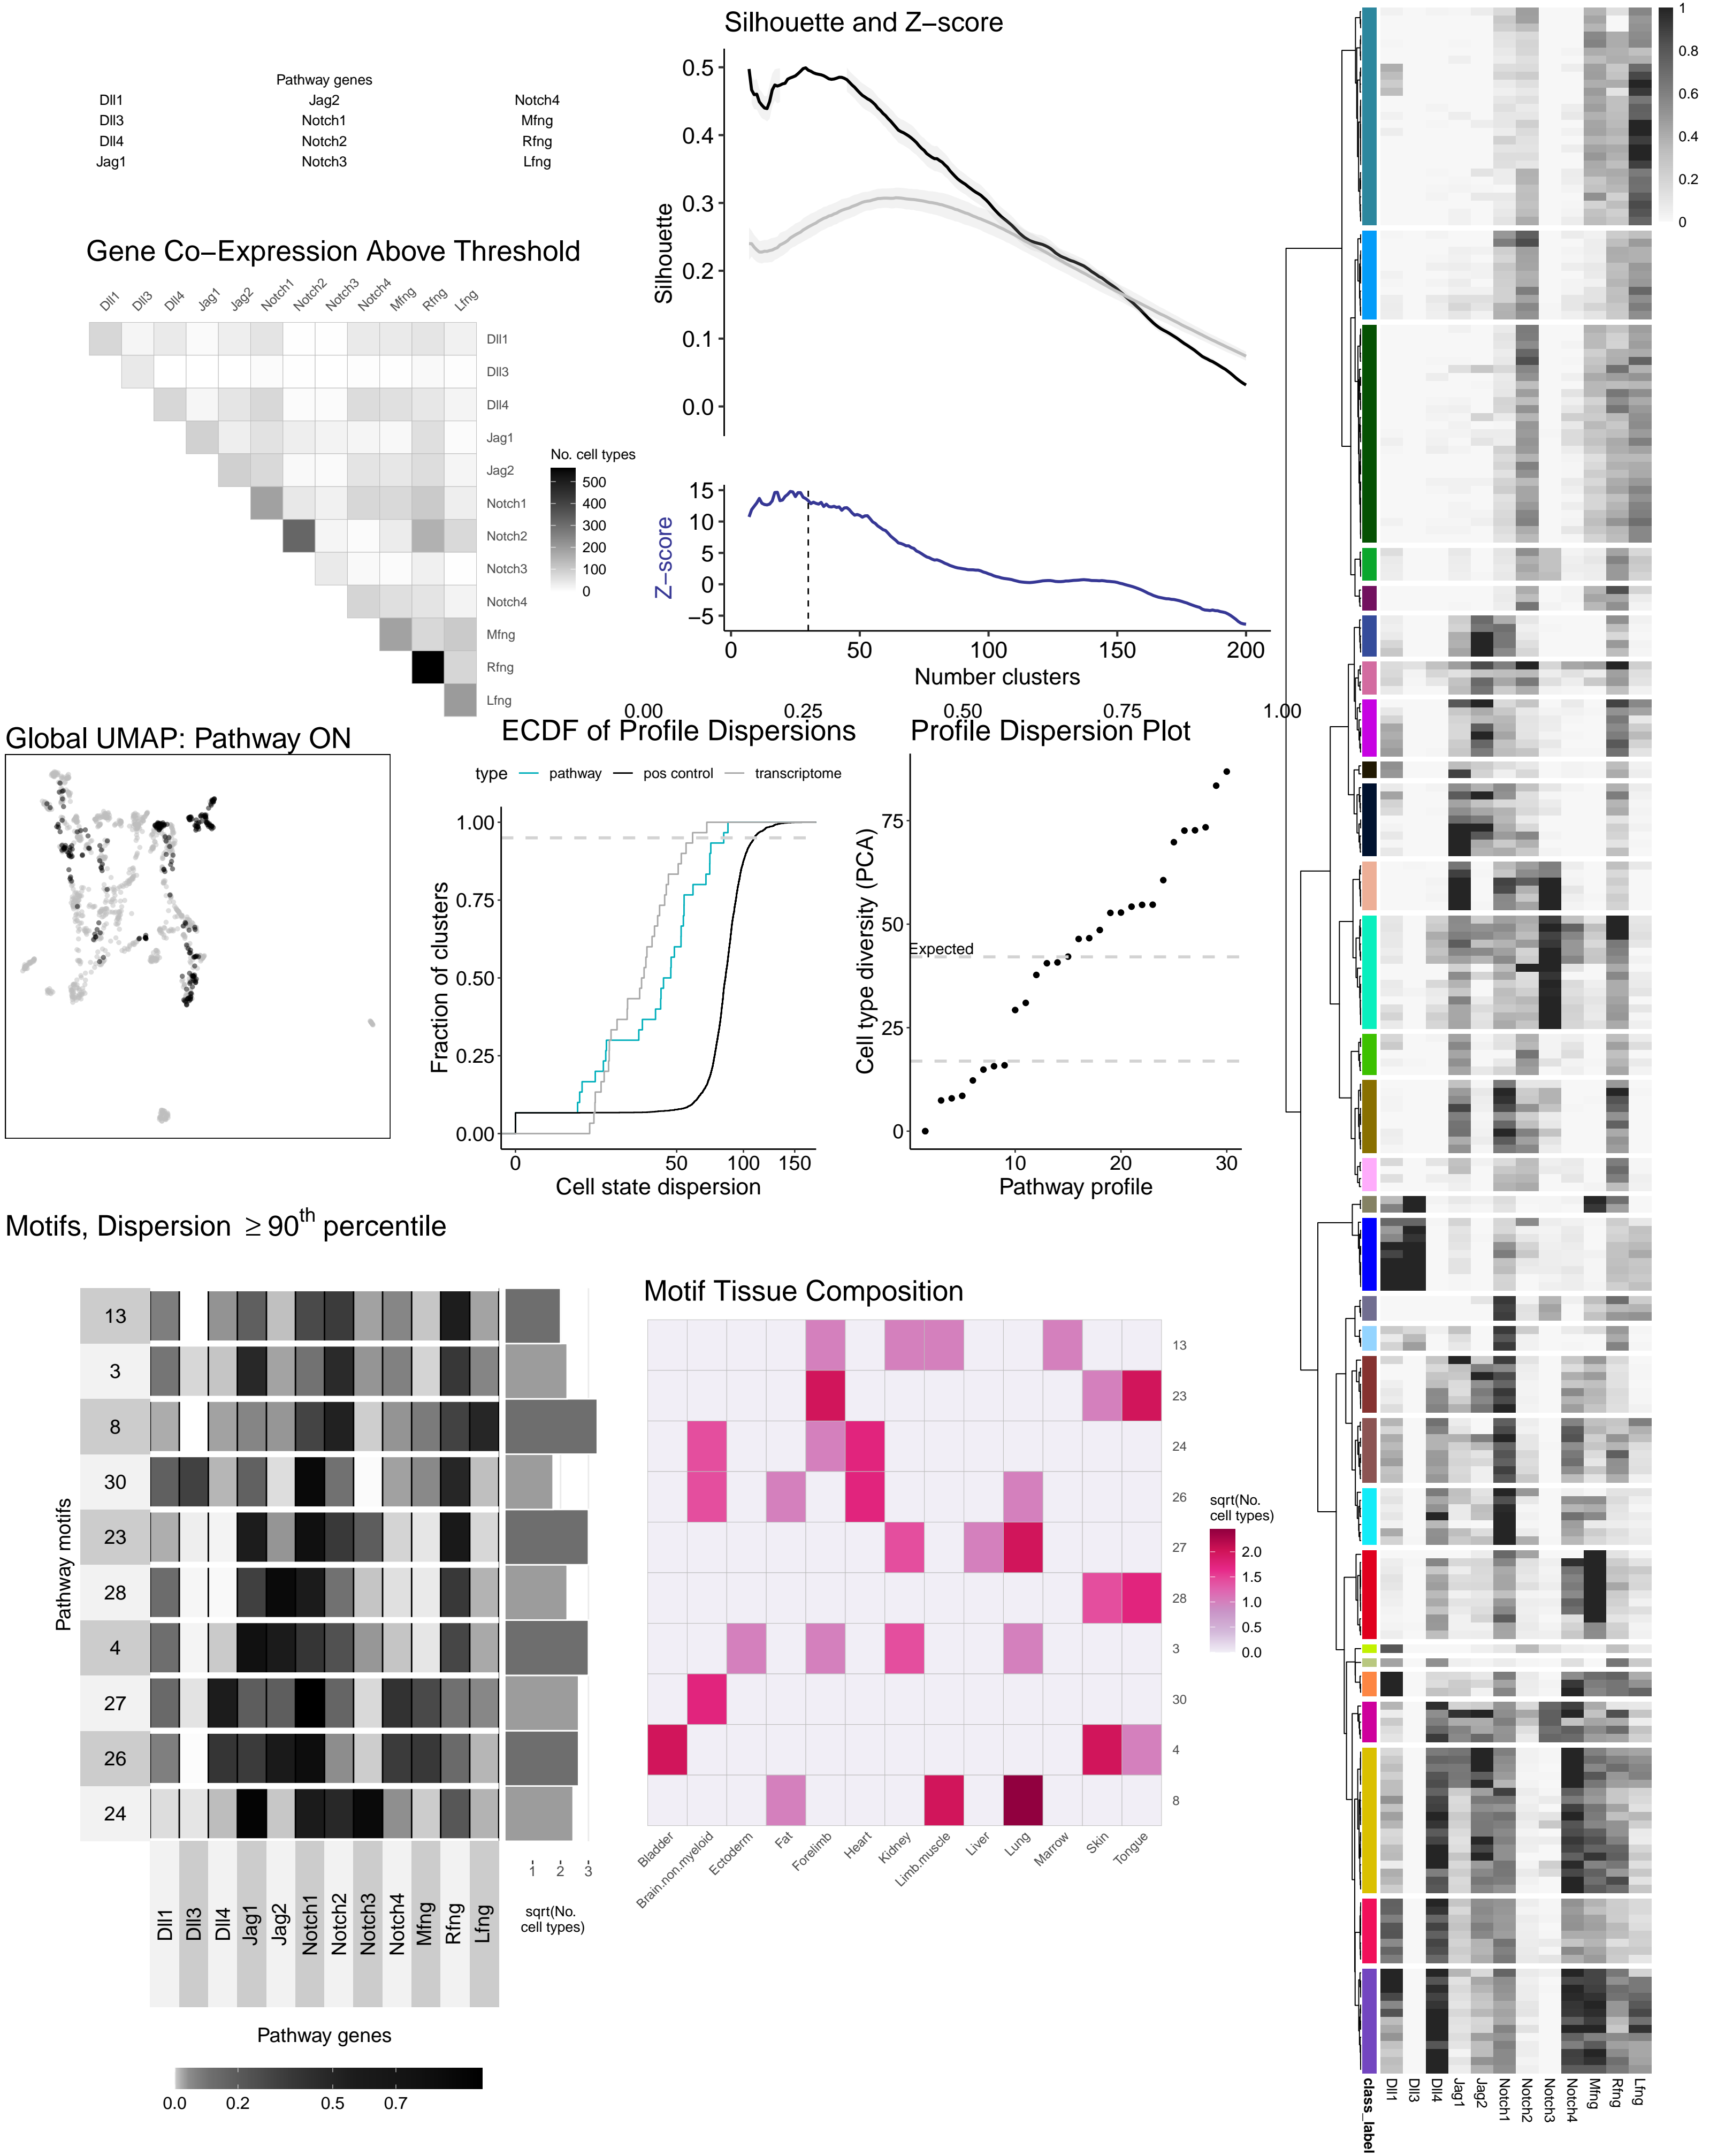 Pathway genes
Dll1 Jag2 Notch4
Dll3 Notch1 Mfng
Dll4 Notch2 Rfng
Jag1 Notch3 Lfng
Gene Co−Expression Above Threshold
Dll1 Dll3 Dll4 Jag1 Jag2 Notch1 Notch2 Notch3 Notch4 Mfng Rfng Lfng
Dll1
Dll3
Dll4
Jag1
Jag2
Notch1
Notch2
Notch3
Notch4
Mfng
Rfng
Lfng
No. cell types
500
400
300
200
100
0
Silhouette and Z−score
Silhouette
0.5
0.4
0.3
0.2
0.1
0.0
Z−score
15
10
5
0
−5
0 50 100 150 200
Number clusters
0.00 0.25 0.50 0.75 1.00
Global UMAP: Pathway ON
ECDF of Profile Dispersions
type pathway pos control transcriptome
Fraction of clusters
1.00
0.75
0.50
0.25
0.00
0 50 100 150
Cell state dispersion
Profile Dispersion Plot
Cell type diversity (PCA)
75
50
Expected
25
0
10 20 30
Pathway profile
Motifs, Dispersion ≥ 90th percentile
Pathway motifs
13
3
8
30
23
28
4
27
26
24
Dll1 Dll3 Dll4 Jag1 Jag2 Notch1 Notch2 Notch3 Notch4 Mfng Rfng Lfng
1 2 3
sqrt(No.
cell types)
Pathway genes
0.0 0.2 0.5 0.7
Motif Tissue Composition
13
23
24
26
27
28
3
30
4
8
Bladder Brain.non.myeloid Ectoderm Fat Forelimb Heart Kidney Limb.muscle Liver Lung Marrow Skin Tongue
sqrt(No.
cell types)
2.0
1.5
1.0
0.5
0.0
1
0.8
0.6
0.4
0.2
0
class_label Dll1 Dll3 Dll4 Jag1 Jag2 Notch1 Notch2 Notch3 Notch4 Mfng Rfng Lfng